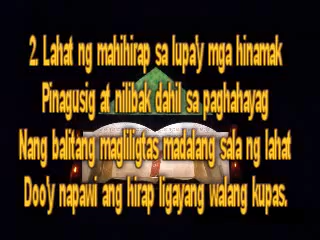 2. Lahat ng mahihirap sa lupa'y mga hinamak
Pinagusig at nilibak dahil sa paghahayag
Nang balitang magliligtas madalang sala ng lahat
Doo'y napawi ang hirap ligayang walang kupas.